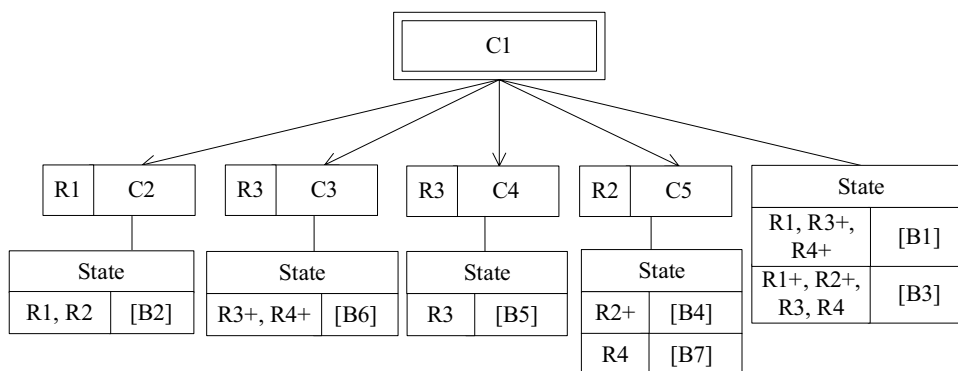 C1
R1 C2
R3 C3
R3 C4
R2 C5
State
R1, R2 [B2]
State
R3+, R4+ [B6]
State
R3 [B5]
State
R2+ [B4]
R4 [B7]
State
R1, R3+,
R4+ [B1]
R1+, R2+,
R3, R4 [B3]